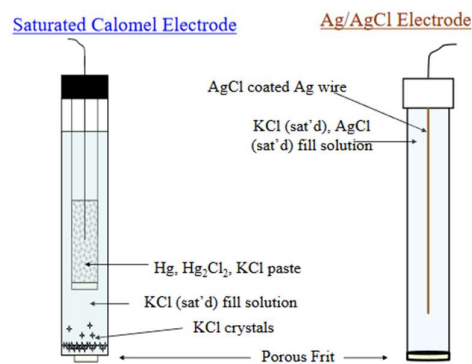 Saturated Calomel Electrode
Ag/AgCl Electrode
AgCl coated Ag wire
KCl (sat'd), AgCl
(sat'd) fill solution
Hg, Hg₂Cl₂, KCl paste
KCl (sat'd) fill solution
KCl crystals
Porous Frit